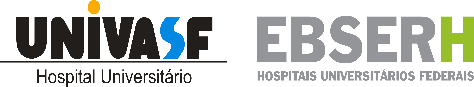 UNIVASF
Hospital Universitário
EBSERH
HOSPITAIS UNIVERSITÁRIOS FEDERAIS